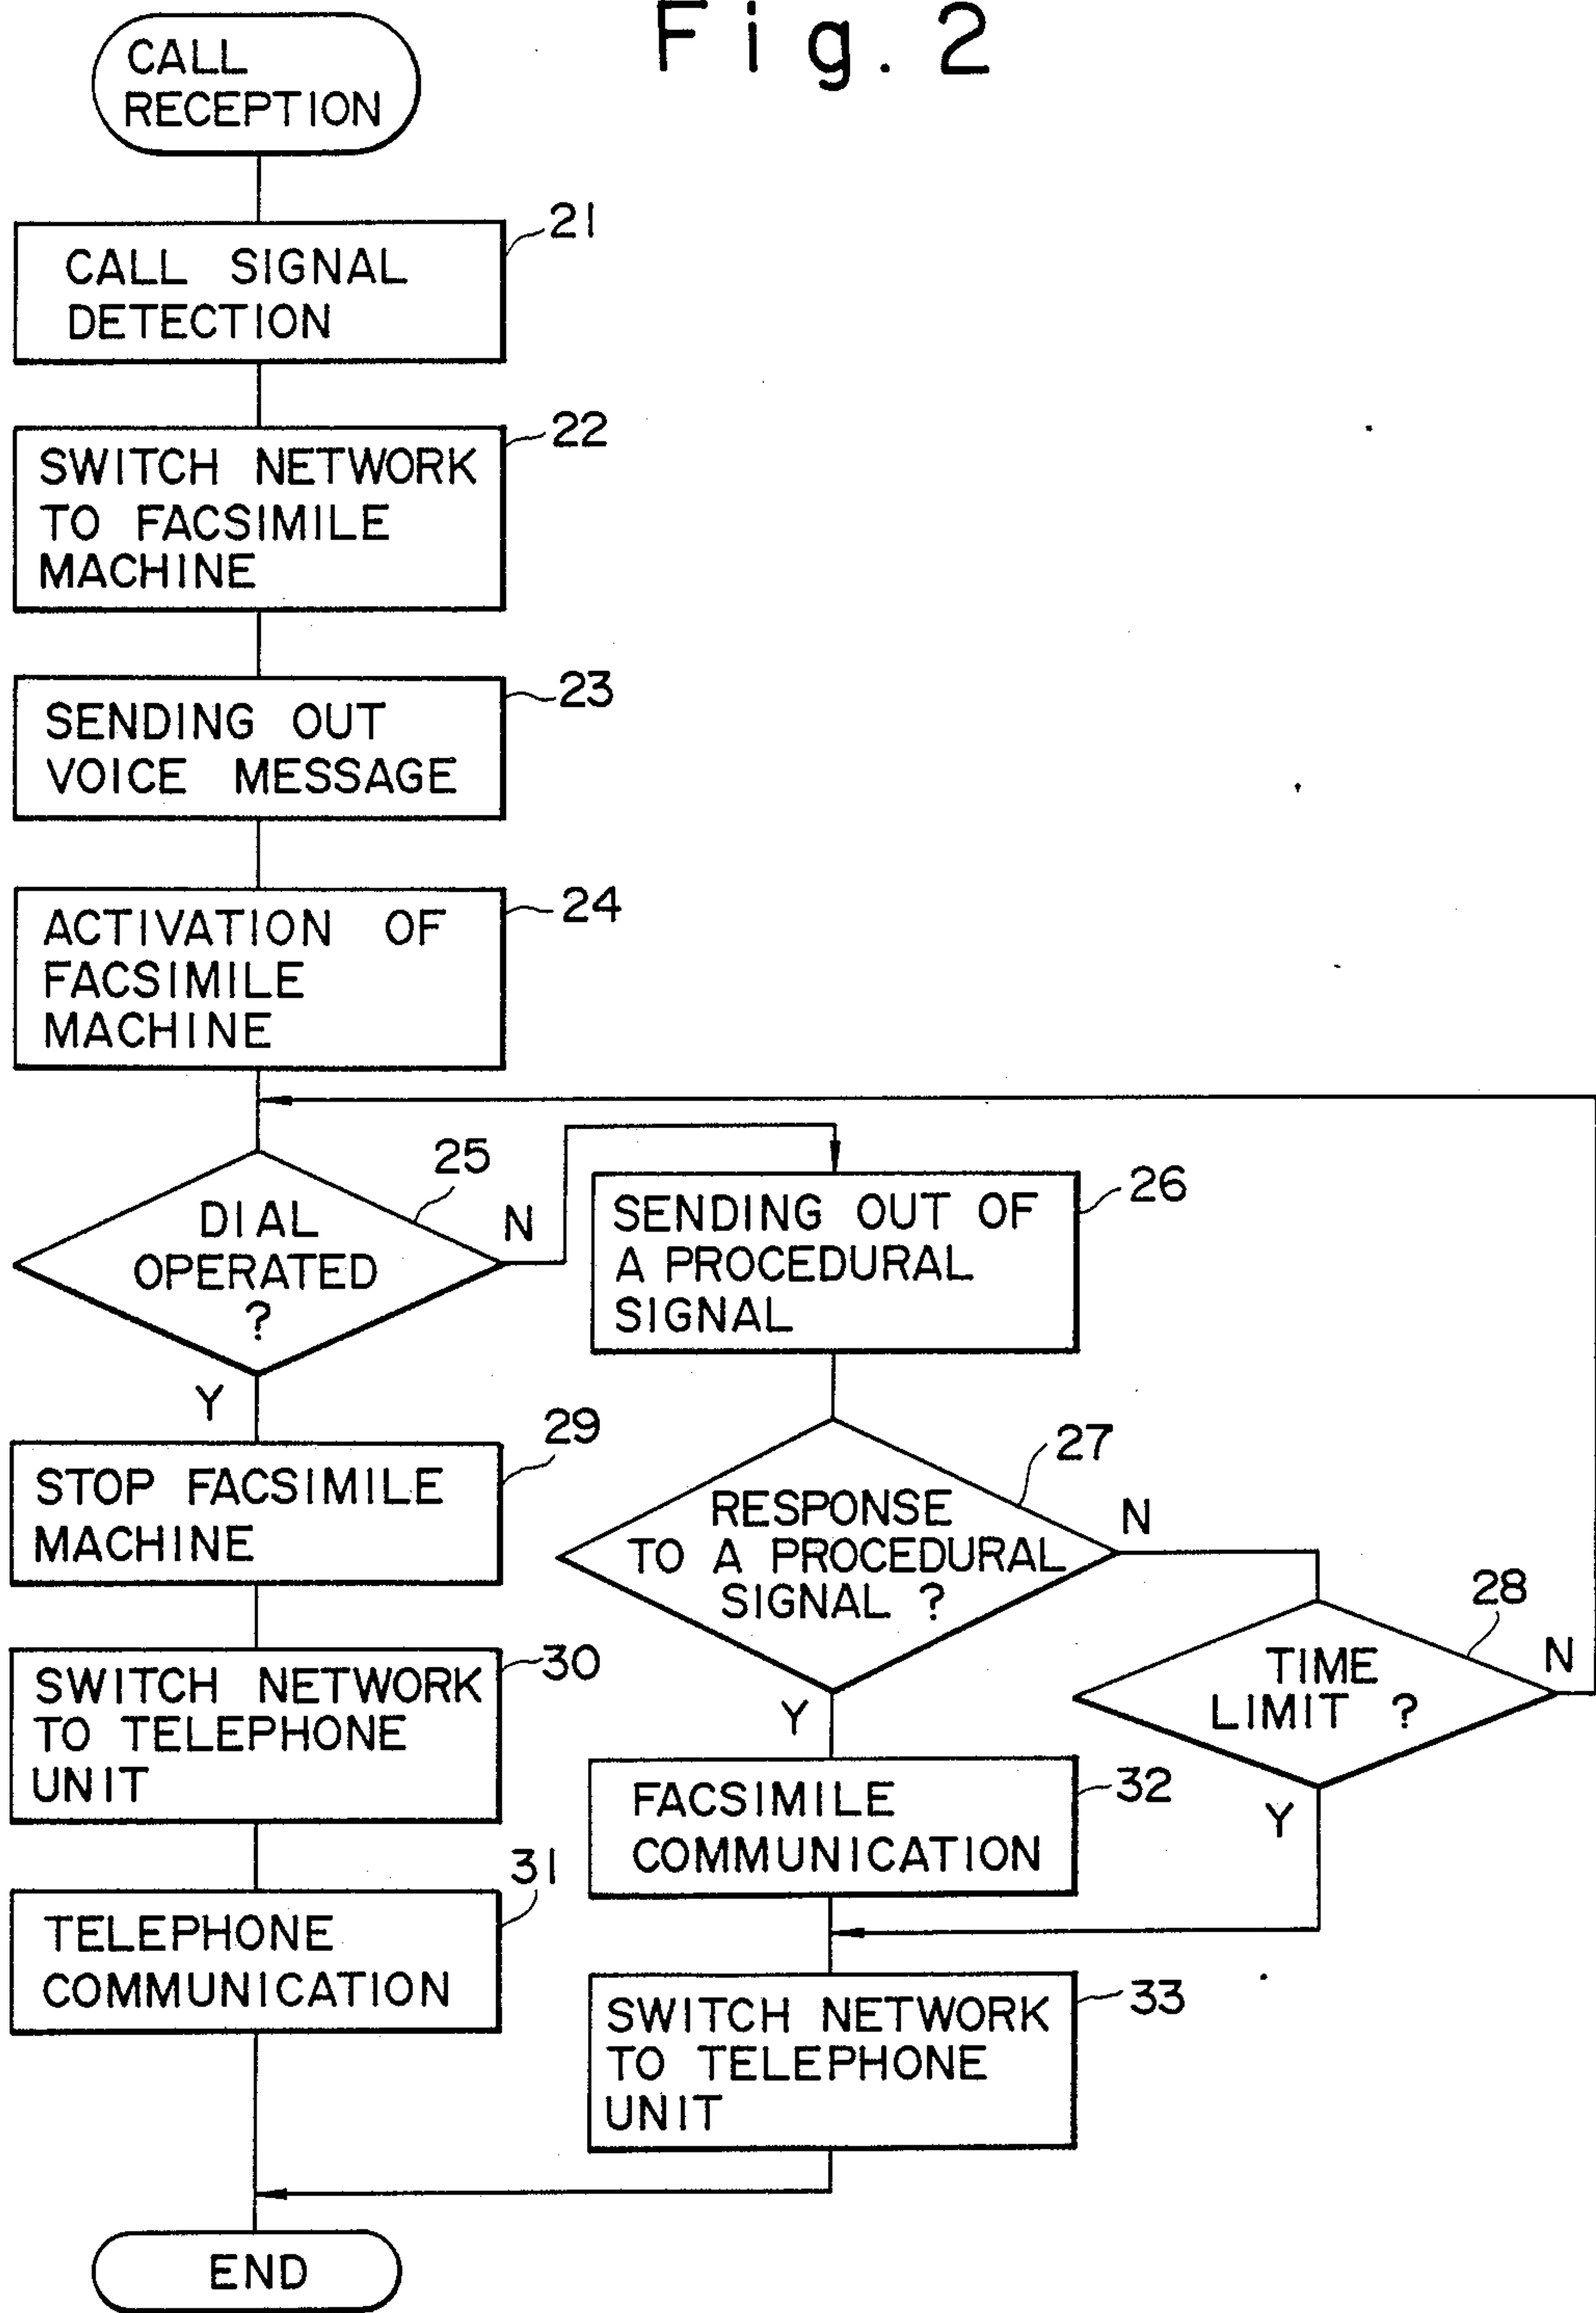 Fig. 2
CALL
RECEPTION
21
CALL SIGNAL
DETECTION
22
SWITCH NETWORK
TO FACSIMILE
MACHINE
23
SENDING OUT
VOICE MESSAGE
24
ACTIVATION OF
FACSIMILE
MACHINE
25
DIAL
OPERATED
?
N
Y
26
SENDING OUT OF
A PROCEDURAL
SIGNAL
27
RESPONSE
TO A PROCEDURAL
SIGNAL ?
N
Y
28
TIME
LIMIT ?
N
Y
29
STOP FACSIMILE
MACHINE
30
SWITCH NETWORK
TO TELEPHONE
UNIT
31
TELEPHONE
COMMUNICATION
32
FACSIMILE
COMMUNICATION
33
SWITCH NETWORK
TO TELEPHONE
UNIT
END